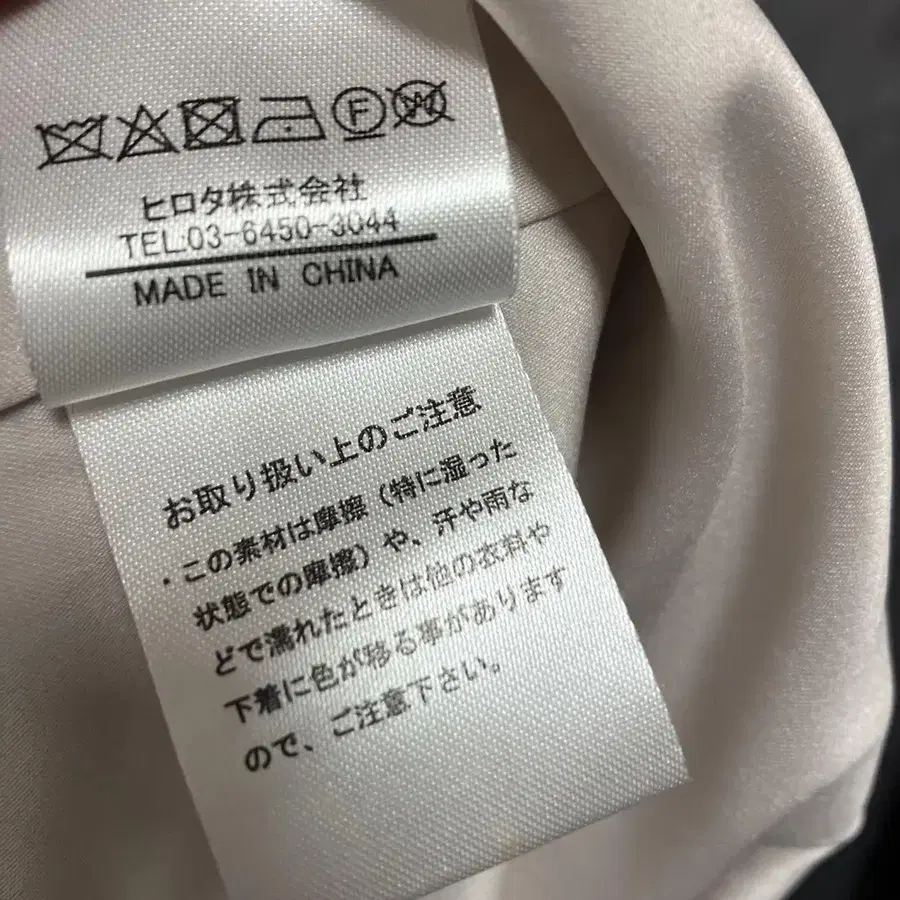 F W
ヒロタ株式会社
TEL:03-6450-3044
MADE IN CHINA
お取り扱い上のご注意
・この素材は摩擦（特に湿った
状態での摩擦）や、汗や雨な
どで濡れたときは他の衣料や
下着に色が移る事があります
ので、ご注意下さい。